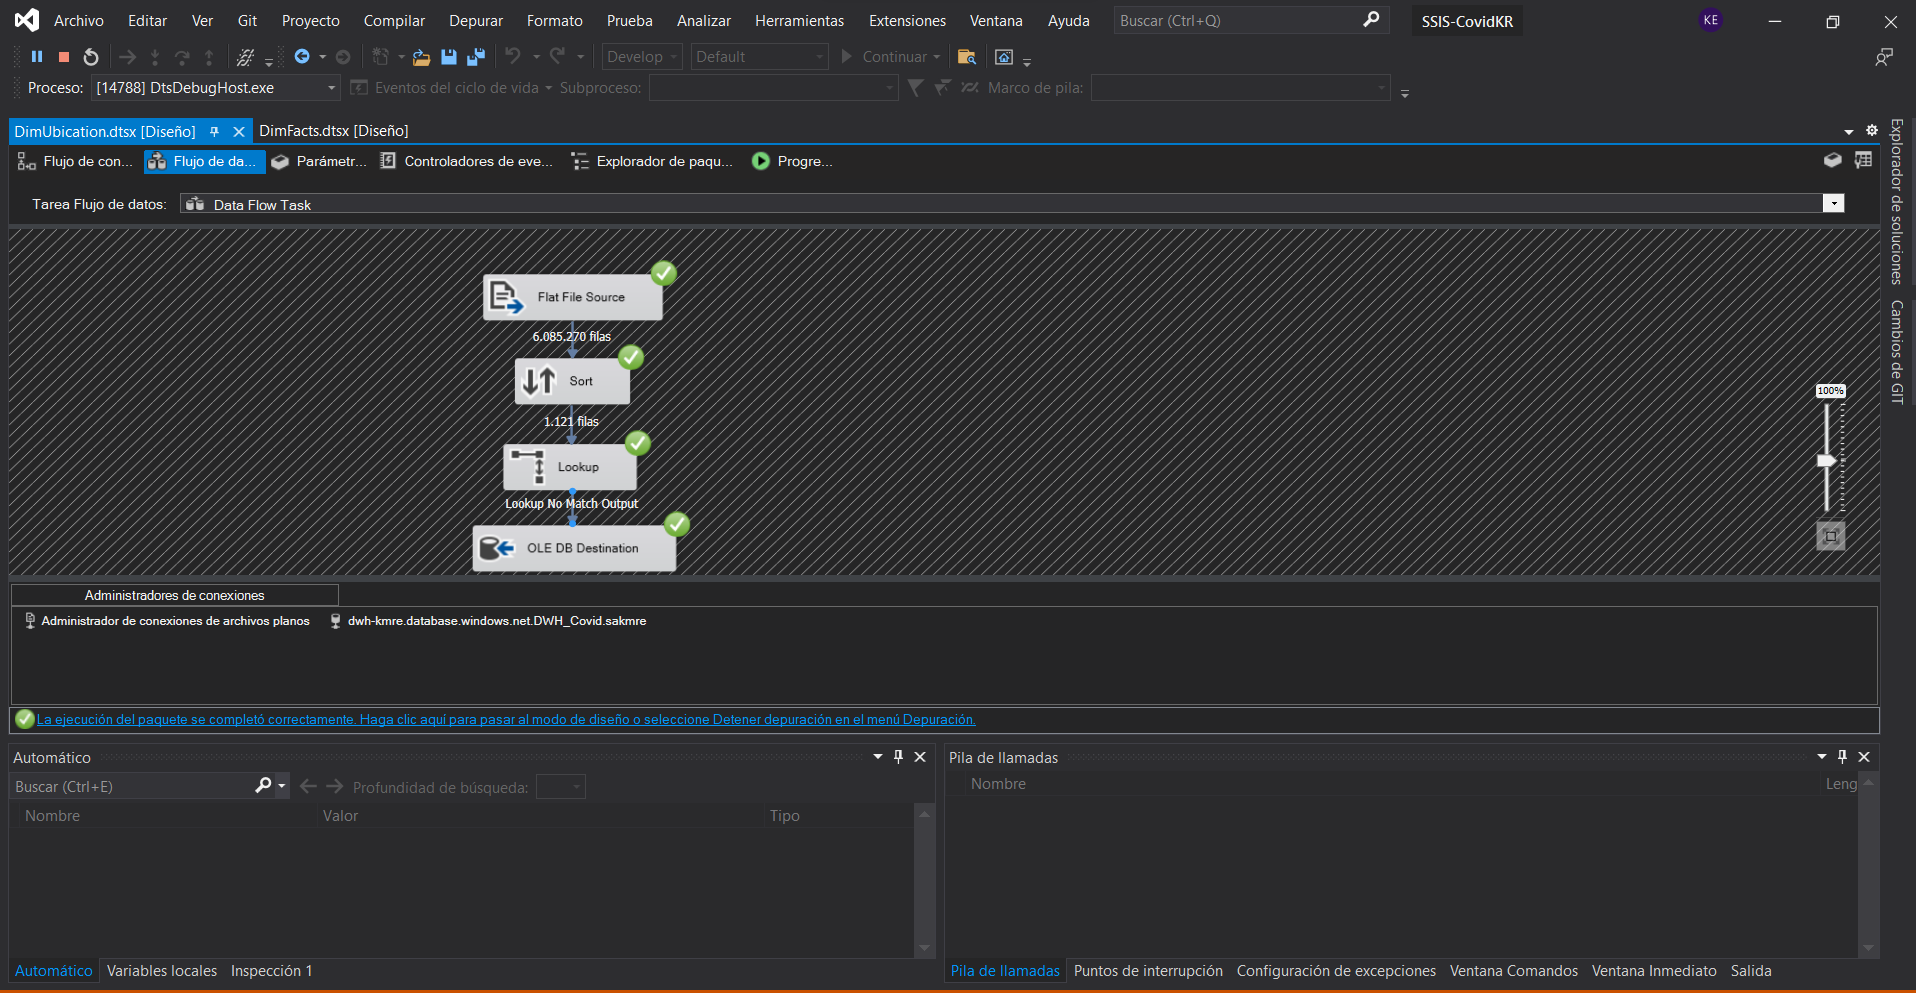 Archivo Editar Ver Git Proyecto Compilar Depurar Formato Prueba Analizar Herramientas Extensiones Ventana Ayuda Buscar (Ctrl+Q) SSIS-CovidKR KE
Develop Default Continuar
Proceso: [14788] DtsDebugHost.exe Eventos del ciclo de vida Subproceso: Marco de pila:
DimUbication.dtsx [Diseño] DimFacts.dtsx [Diseño]
Flujo de con... Flujo de da... Parámetr... Controladores de eve... Explorador de paqu... Progre...
Tarea Flujo de datos: Data Flow Task
Flat File Source
6.085.270 filas
Sort
1.121 filas
Lookup
Lookup No Match Output
OLE DB Destination
100%
Explorador de soluciones
Cambios de GIT
Administradores de conexiones
Administrador de conexiones de archivos planos dwh-kmre.database.windows.net.DWH_Covid.sakmre
La ejecución del paquete se completó correctamente. Haga clic aquí para pasar al modo de diseño o seleccione Detener depuración en el menú Depuración.
Automático
Buscar (Ctrl+E) Profundidad de búsqueda:
Nombre Valor Tipo
Automático Variables locales Inspección 1
Pila de llamadas
Nombre Leng
Pila de llamadas Puntos de interrupción Configuración de excepciones Ventana Comandos Ventana Inmediato Salida